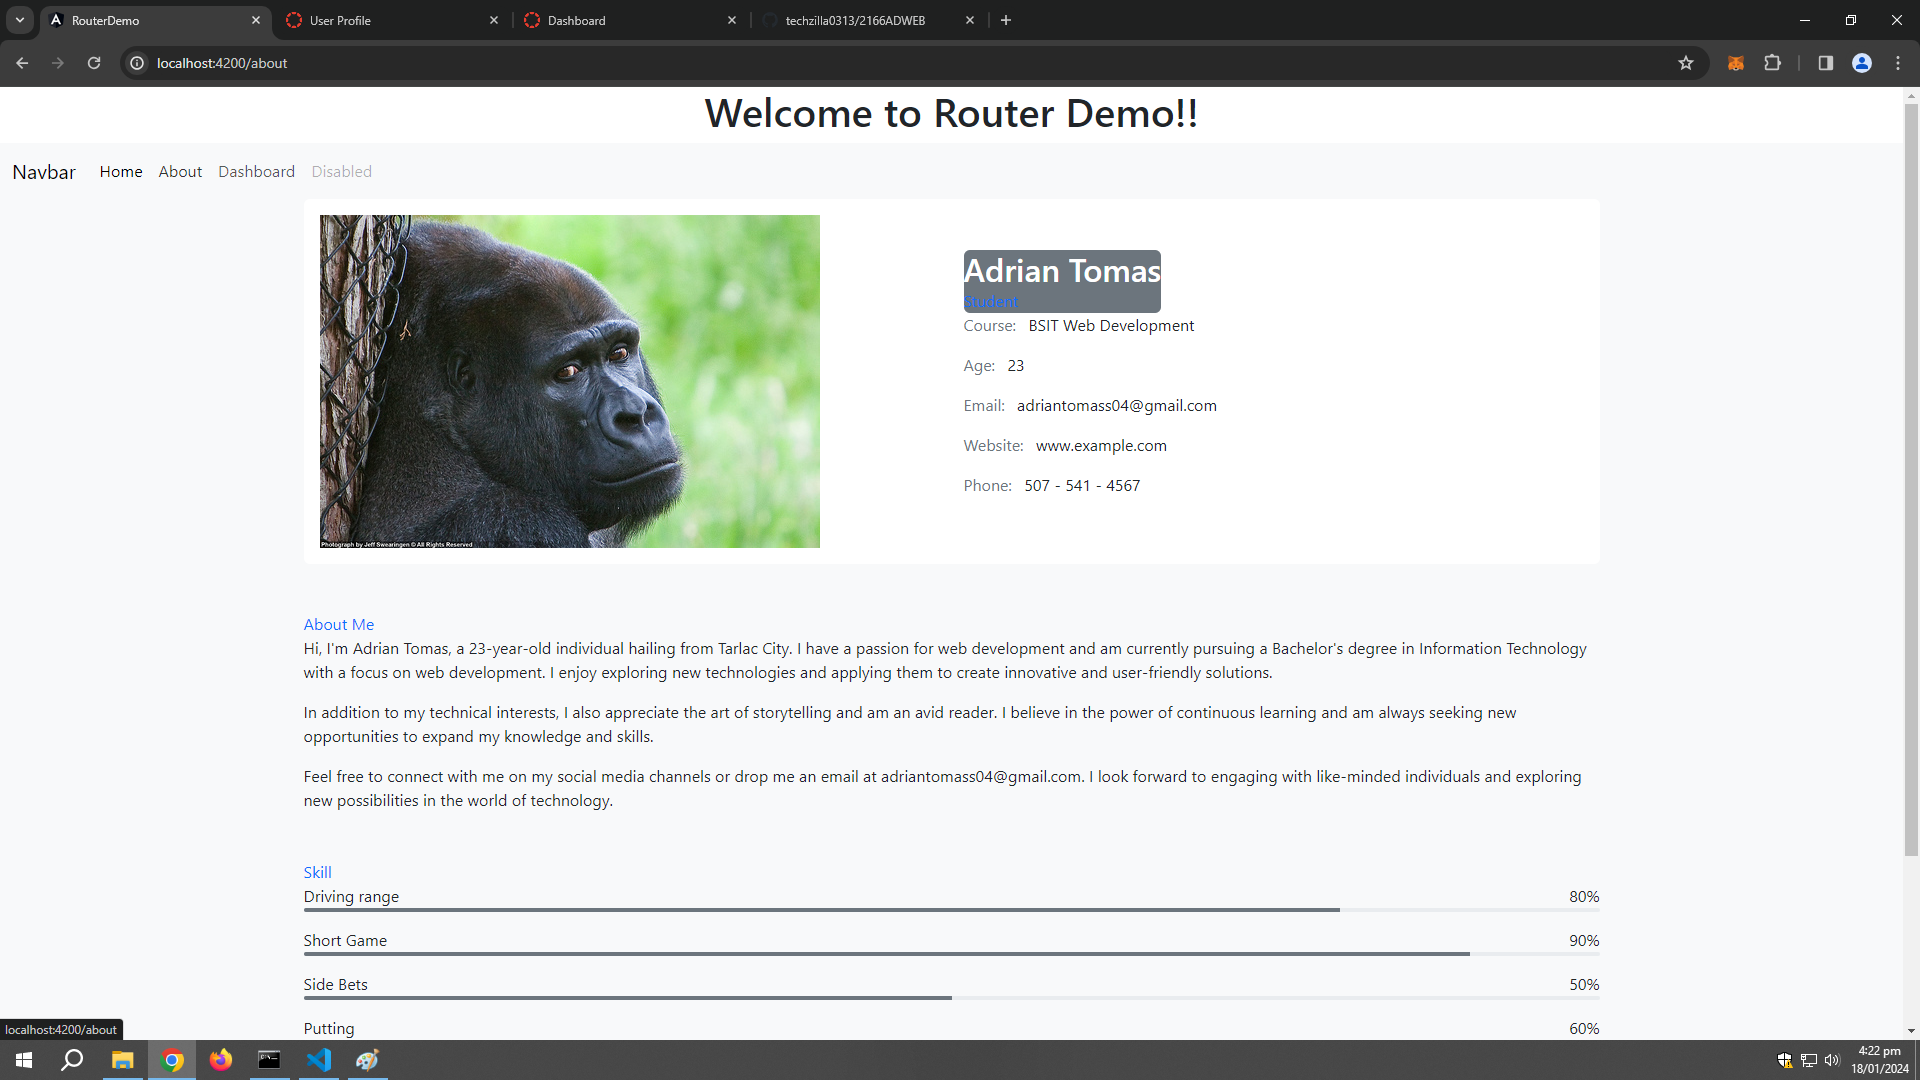 RouterDemo
User Profile
Dashboard
techzilla0313/2166ADWEB
localhost:4200/about
Welcome to Router Demo!!
Navbar Home About Dashboard Disabled
Photograph by Jeff Swearingen © All Rights Reserved
Adrian Tomas
Student
Course: BSIT Web Development
Age: 23
Email: adriantomass04@gmail.com
Website: www.example.com
Phone: 507 - 541 - 4567
About Me
Hi, I'm Adrian Tomas, a 23-year-old individual hailing from Tarlac City. I have a passion for web development and am currently pursuing a Bachelor's degree in Information Technology
with a focus on web development. I enjoy exploring new technologies and applying them to create innovative and user-friendly solutions.
In addition to my technical interests, I also appreciate the art of storytelling and am an avid reader. I believe in the power of continuous learning and am always seeking new
opportunities to expand my knowledge and skills.
Feel free to connect with me on my social media channels or drop me an email at adriantomass04@gmail.com. I look forward to engaging with like-minded individuals and exploring
new possibilities in the world of technology.
Skill
Driving range 80%
Short Game 90%
Side Bets 50%
Putting 60%
localhost:4200/about
4:22 pm
18/01/2024